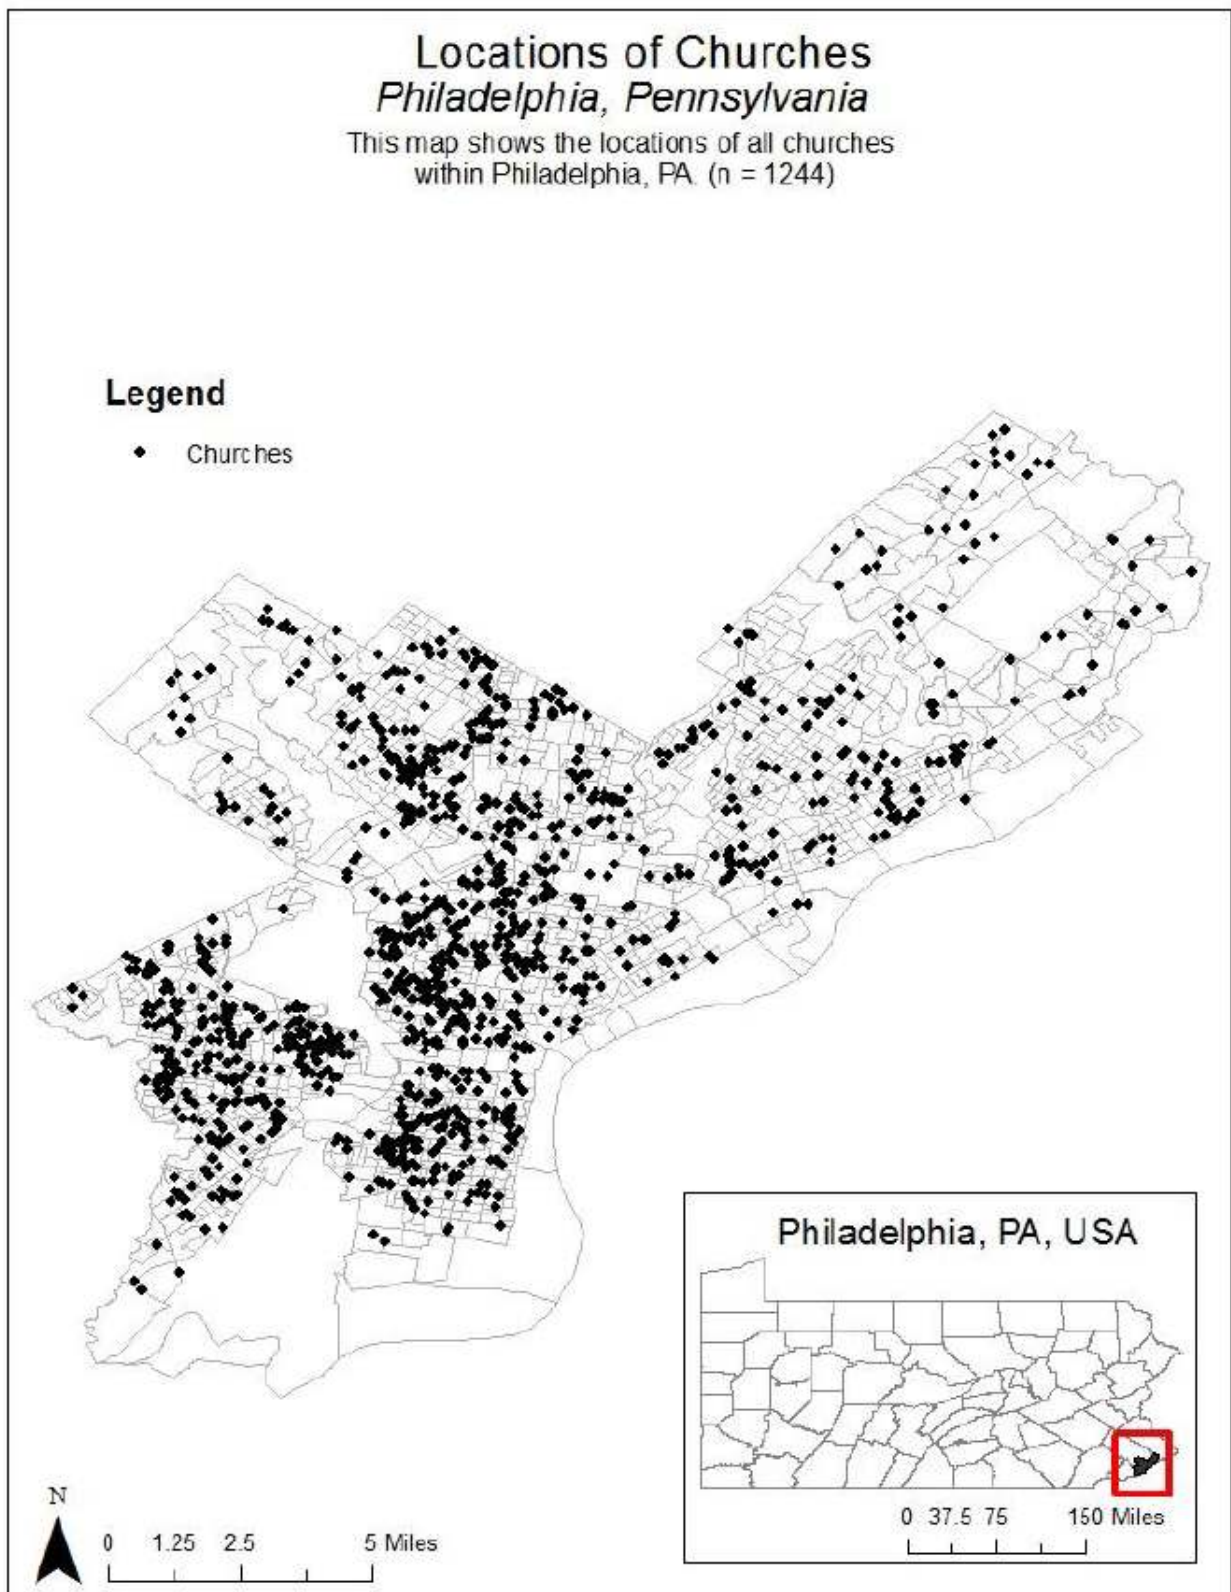 Locations of Churches
Philadelphia, Pennsylvania
This map shows the locations of all churches
within Philadelphia, PA. (n = 1244)
Legend
Churches
Philadelphia, PA, USA
0 37.5 75 150 Miles
N
0 1.25 2.5 5 Miles